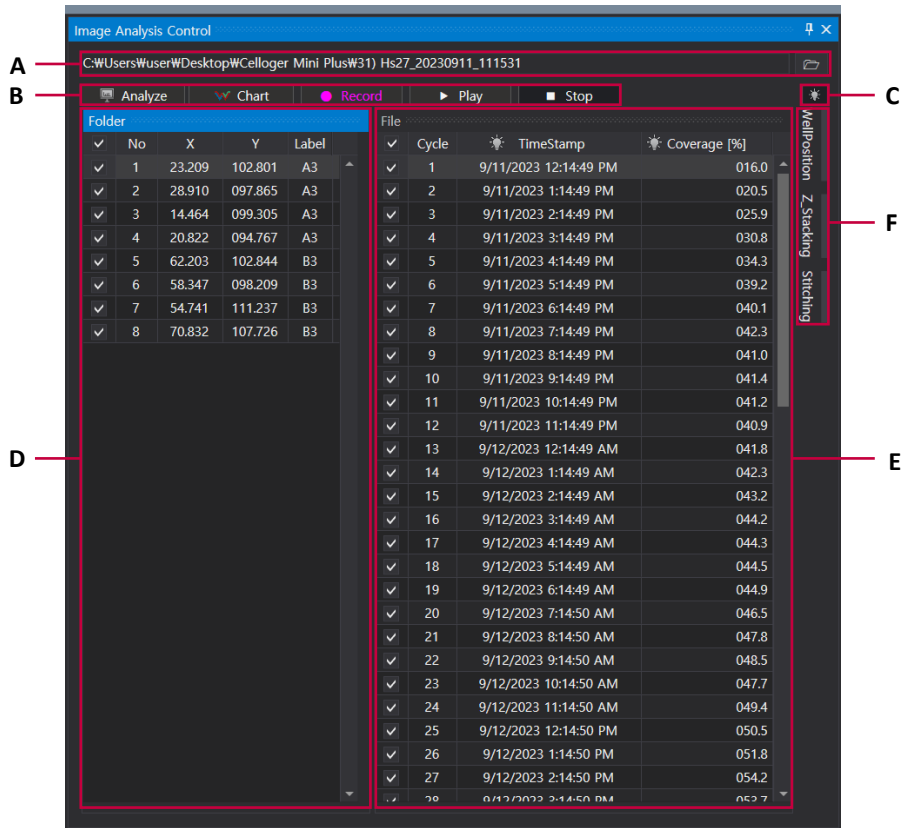 Image Analysis Control
A
C:₩Users₩user₩Desktop₩Celloger Mini Plus₩31) Hs27_20230911_111531
B
Analyze Chart Record Play Stop
C
Folder
No X Y Label
1 23.209 102.801 A3
2 28.910 097.865 A3
3 14.464 099.305 A3
4 20.822 094.767 A3
5 62.203 102.844 B3
6 58.347 098.209 B3
7 54.741 111.237 B3
8 70.832 107.726 B3
D
File
Cycle TimeStamp Coverage [%]
1 9/11/2023 12:14:49 PM 016.0
2 9/11/2023 1:14:49 PM 020.5
3 9/11/2023 2:14:49 PM 025.9
4 9/11/2023 3:14:49 PM 030.8
5 9/11/2023 4:14:49 PM 034.3
6 9/11/2023 5:14:49 PM 039.2
7 9/11/2023 6:14:49 PM 040.1
8 9/11/2023 7:14:49 PM 042.3
9 9/11/2023 8:14:49 PM 041.0
10 9/11/2023 9:14:49 PM 041.4
11 9/11/2023 10:14:49 PM 041.2
12 9/11/2023 11:14:49 PM 040.9
13 9/12/2023 12:14:49 AM 041.8
14 9/12/2023 1:14:49 AM 042.3
15 9/12/2023 2:14:49 AM 043.2
16 9/12/2023 3:14:49 AM 044.2
17 9/12/2023 4:14:49 AM 044.3
18 9/12/2023 5:14:49 AM 044.5
19 9/12/2023 6:14:49 AM 044.9
20 9/12/2023 7:14:50 AM 046.5
21 9/12/2023 8:14:50 AM 047.8
22 9/12/2023 9:14:50 AM 048.5
23 9/12/2023 10:14:50 AM 047.7
24 9/12/2023 11:14:50 AM 049.4
25 9/12/2023 12:14:50 PM 050.5
26 9/12/2023 1:14:50 PM 051.8
27 9/12/2023 2:14:50 PM 054.2
28 9/12/2023 3:14:50 PM 053.7
E
WellPosition
Z_Stacking
Stitching
F